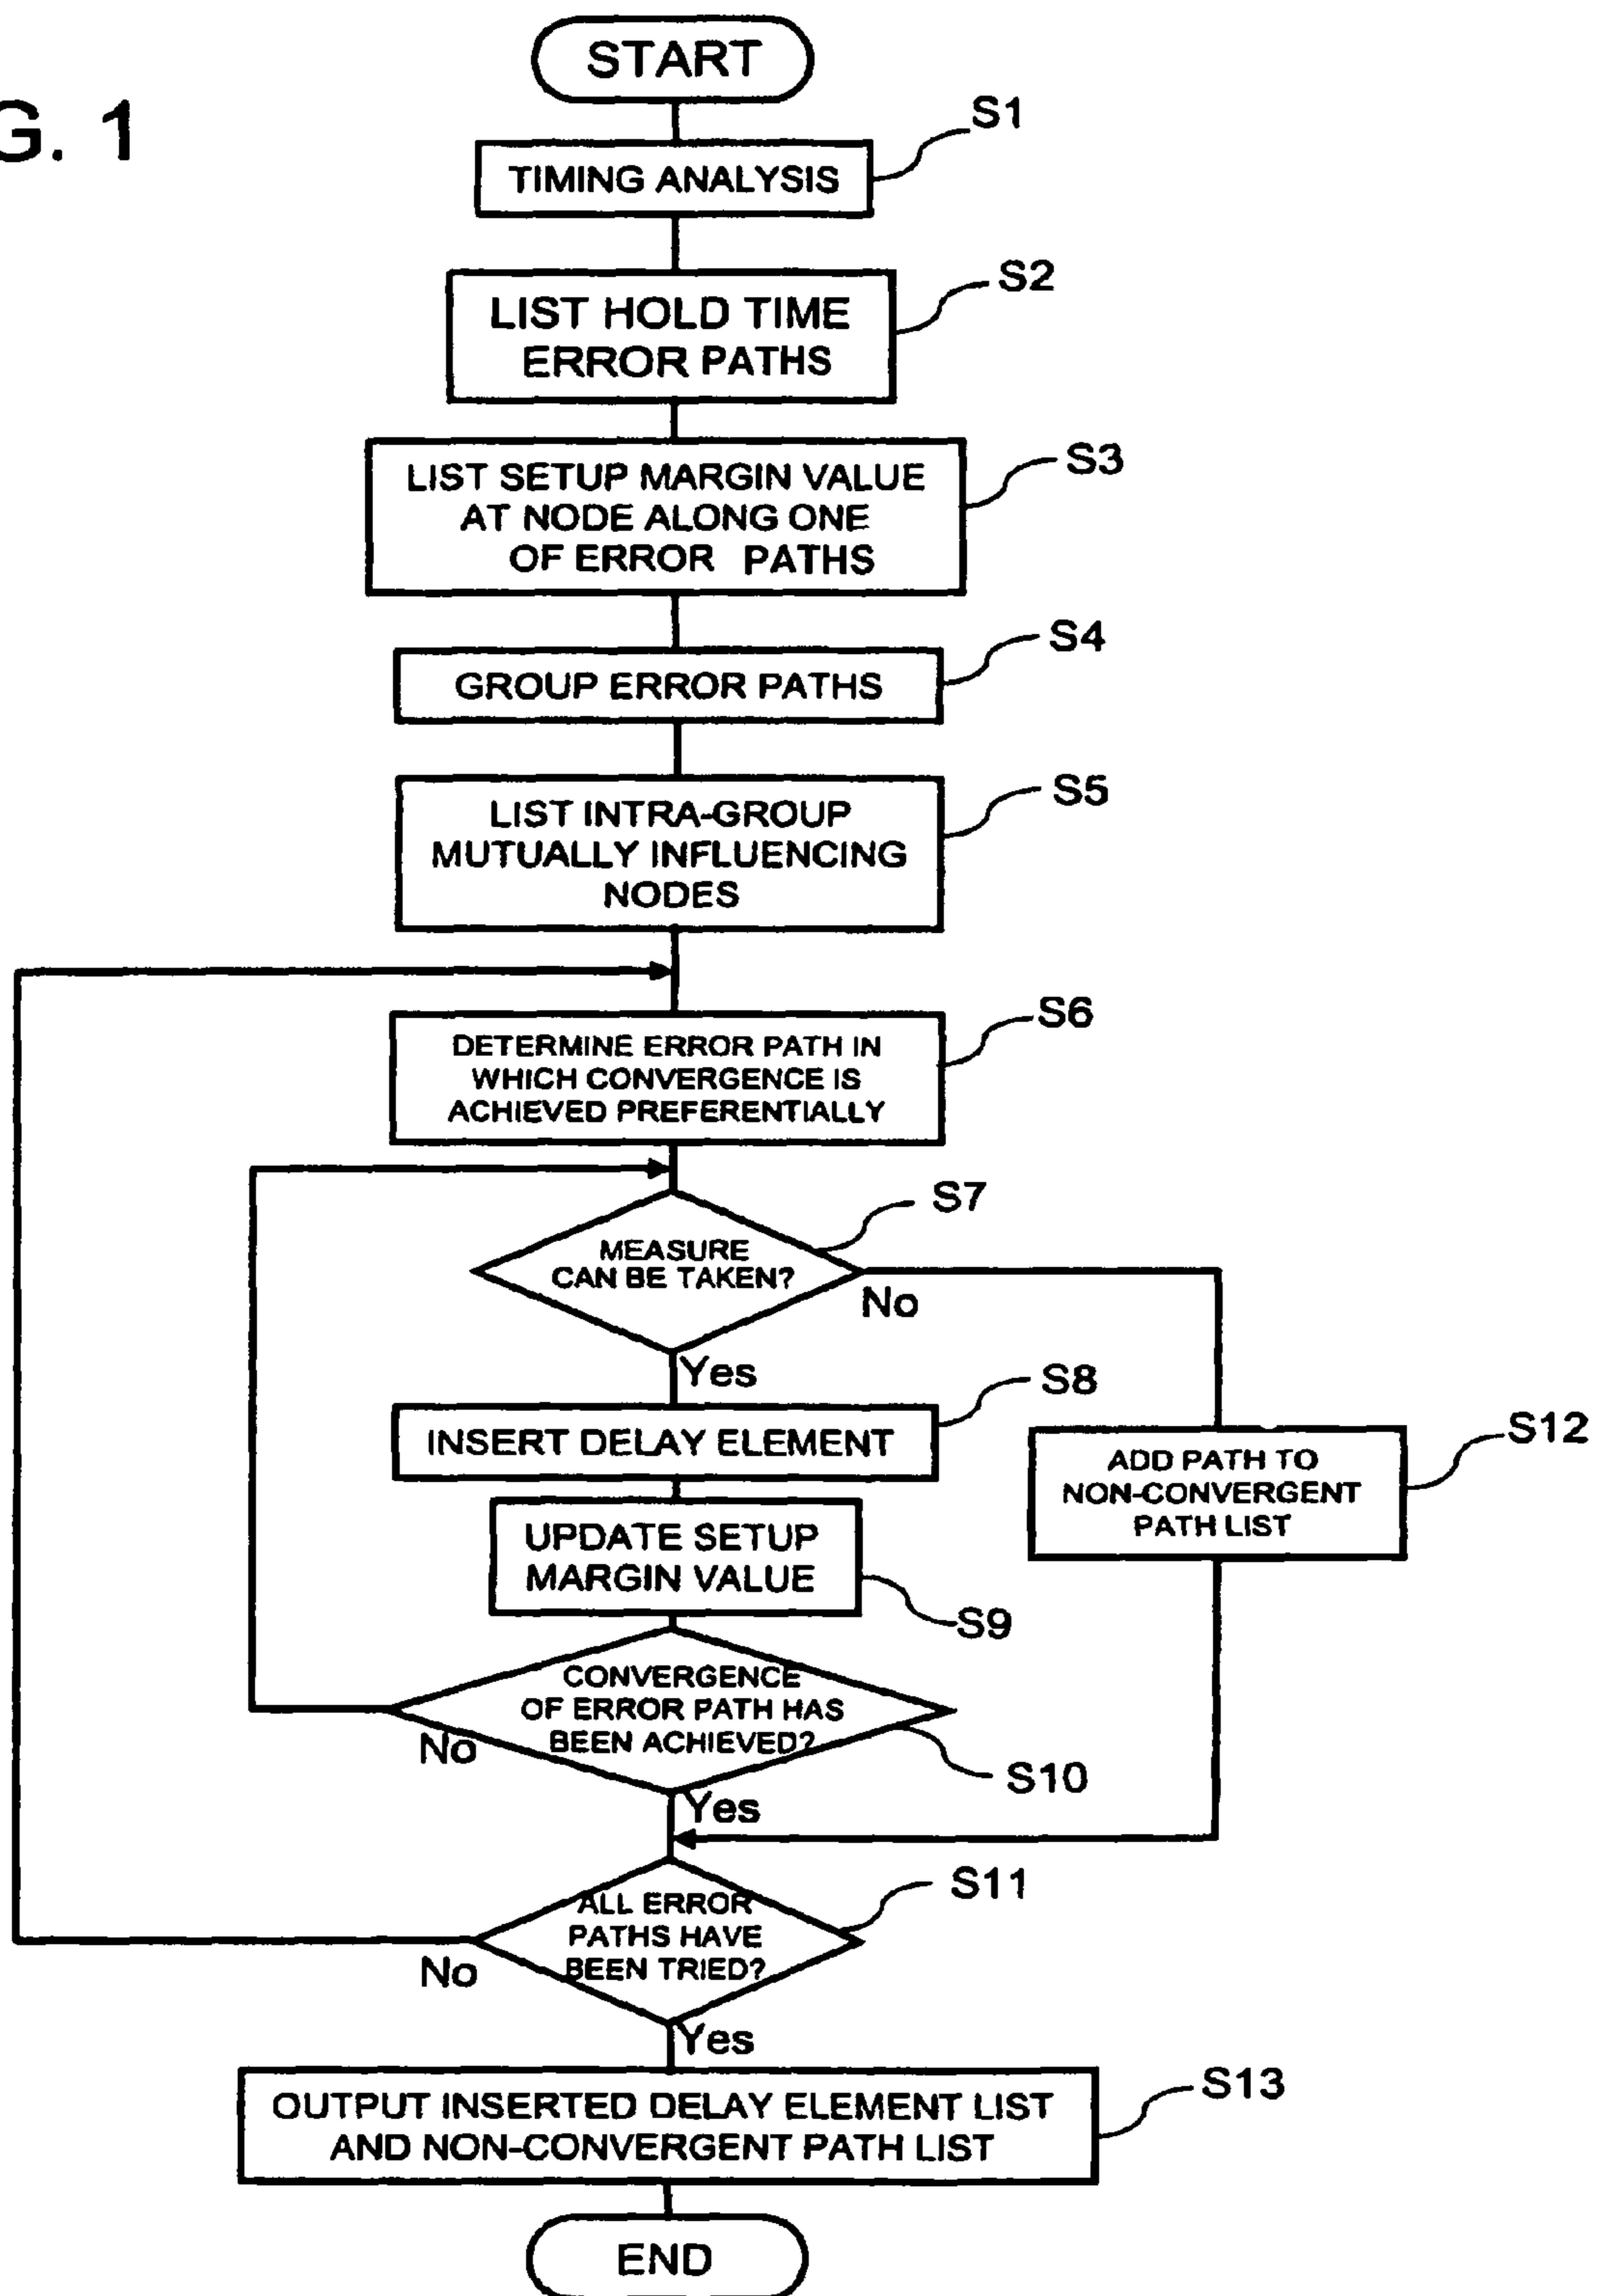 G. 1
START
S1
TIMING ANALYSIS
S2
LIST HOLD TIME
ERROR PATHS
S3
LIST SETUP MARGIN VALUE
AT NODE ALONG ONE
OF ERROR PATHS
S4
GROUP ERROR PATHS
S5
LIST INTRA-GROUP
MUTUALLY INFLUENCING
NODES
S6
DETERMINE ERROR PATH IN
WHICH CONVERGENCE IS
ACHIEVED PREFERENTIALLY
S7
MEASURE
CAN BE TAKEN?
No
Yes
S8
INSERT DELAY ELEMENT
S12
ADD PATH TO
NON-CONVERGENT
PATH LIST
UPDATE SETUP
MARGIN VALUE
S9
CONVERGENCE
OF ERROR PATH HAS
BEEN ACHIEVED?
No
S10
Yes
S11
ALL ERROR
PATHS HAVE
BEEN TRIED?
No
Yes
S13
OUTPUT INSERTED DELAY ELEMENT LIST
AND NON-CONVERGENT PATH LIST
END